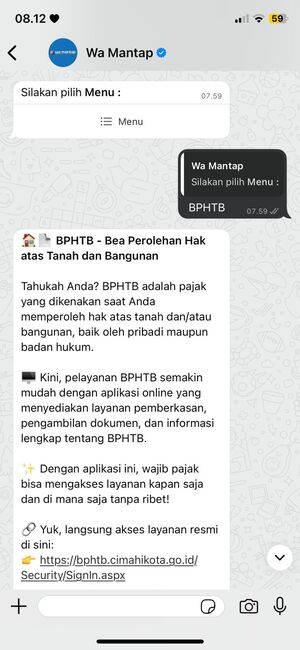 08.12
59
Wa Mantap
Silakan pilih Menu :
07.59
Menu
Wa Mantap
Silakan pilih Menu :
BPHTB
07.59
BPHTB - Bea Perolehan Hak
atas Tanah dan Bangunan
Tahukah Anda? BPHTB adalah pajak
yang dikenakan saat Anda
memperoleh hak atas tanah dan/atau
bangunan, baik oleh pribadi maupun
badan hukum.
Kini, pelayanan BPHTB semakin
mudah dengan aplikasi online yang
menyediakan layanan pemberkasan,
pengambilan dokumen, dan informasi
lengkap tentang BPHTB.
Dengan aplikasi ini, wajib pajak
bisa mengakses layanan kapan saja
dan di mana saja tanpa ribet!
Yuk, langsung akses layanan resmi
di sini:
https://bphtb.cimahikota.go.id/
Security/SignIn.aspx